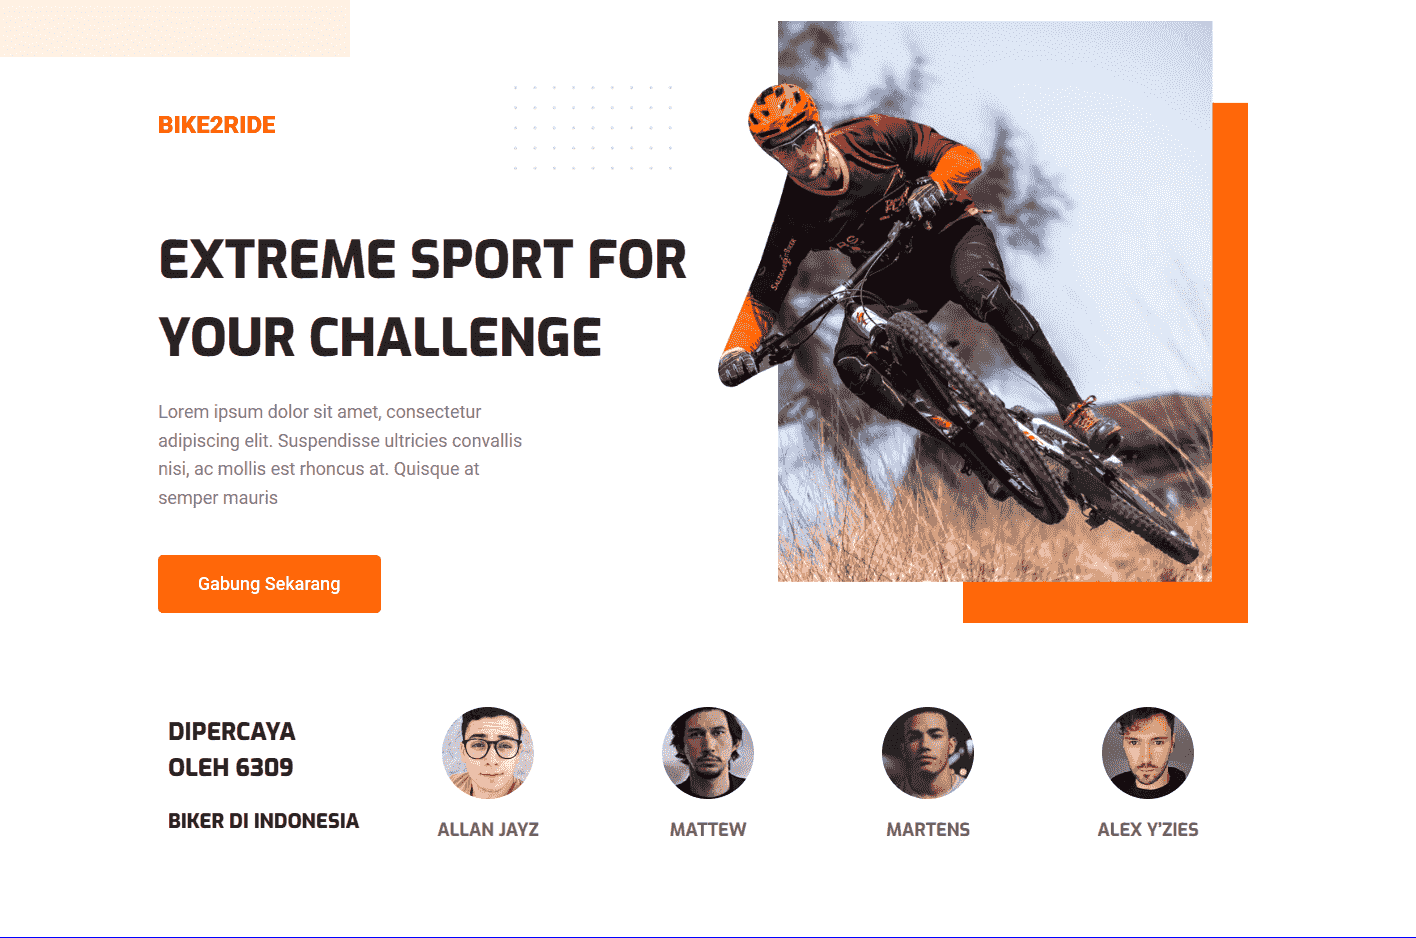 BIKE2RIDE
EXTREME SPORT FOR
YOUR CHALLENGE
Lorem ipsum dolor sit amet, consectetur
adipiscing elit. Suspendisse ultricies convallis
nisi, ac mollis est rhoncus at. Quisque at
semper mauris
Gabung Sekarang
DIPERCAYA
OLEH 6309
BIKER DI INDONESIA
ALLAN JAYZ
MATTEW
MARTENS
ALEX Y'ZIES